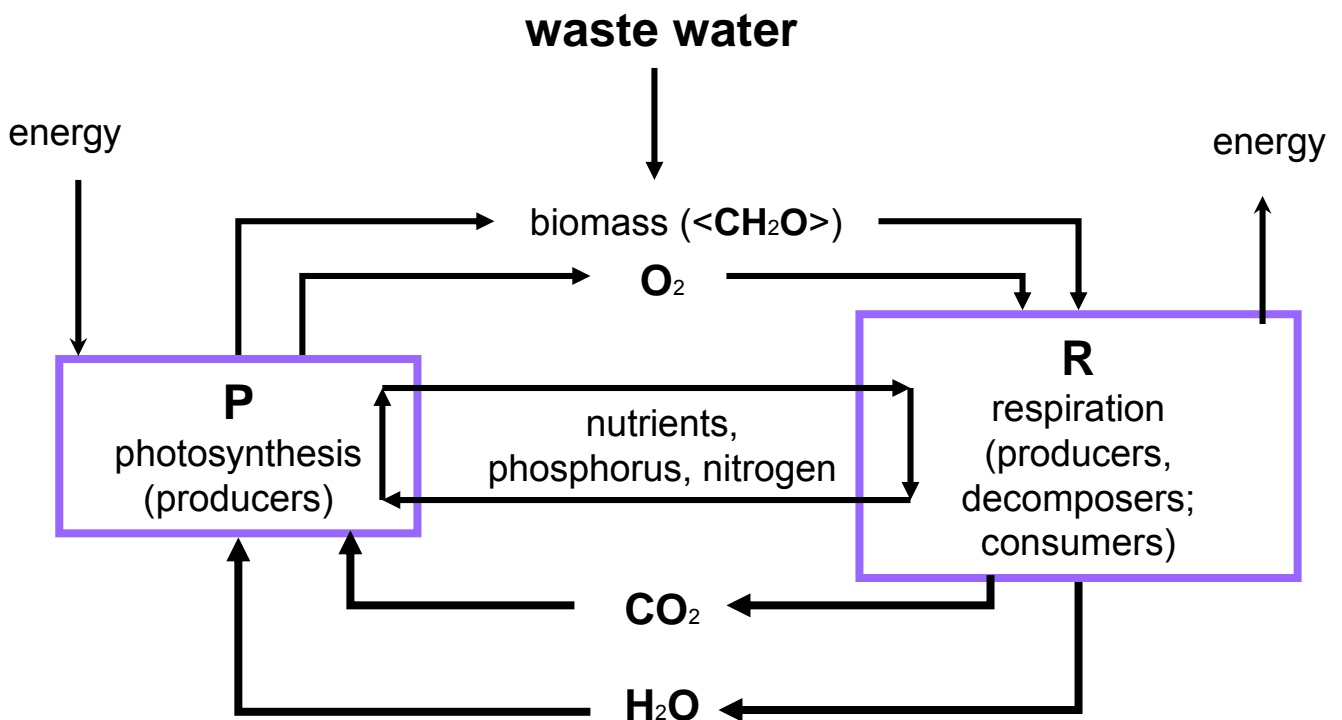 waste water
energy
energy
biomass (<CH₂O>)
O₂
P
photosynthesis
(producers)
nutrients,
phosphorus, nitrogen
R
respiration
(producers,
decomposers;
consumers)
CO₂
H₂O